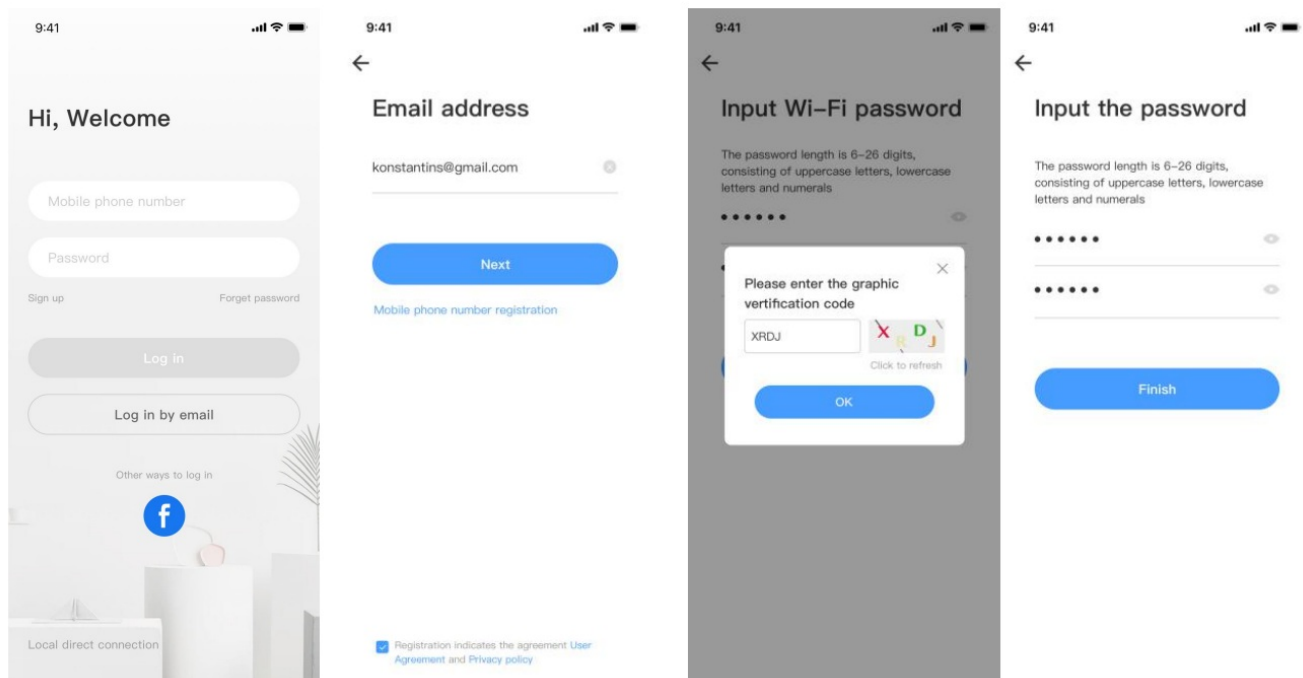 9:41
Hi, Welcome
Mobile phone number
Password
Sign up
Forget password
Log in
Log in by email
Other ways to log in
f
Local direct connection
9:41
Email address
konstantins@gmail.com
Next
Mobile phone number registration
Registration indicates the agreement User
Agreement and Privacy policy
9:41
Input Wi-Fi password
The password length is 6-26 digits,
consisting of uppercase letters, lowercase
letters and numerals
••••••
Please enter the graphic
vertification code
XRDJ
X R D J
Click to refresh
OK
9:41
Input the password
The password length is 6-26 digits,
consisting of uppercase letters, lowercase
letters and numerals
••••••
••••••
Finish